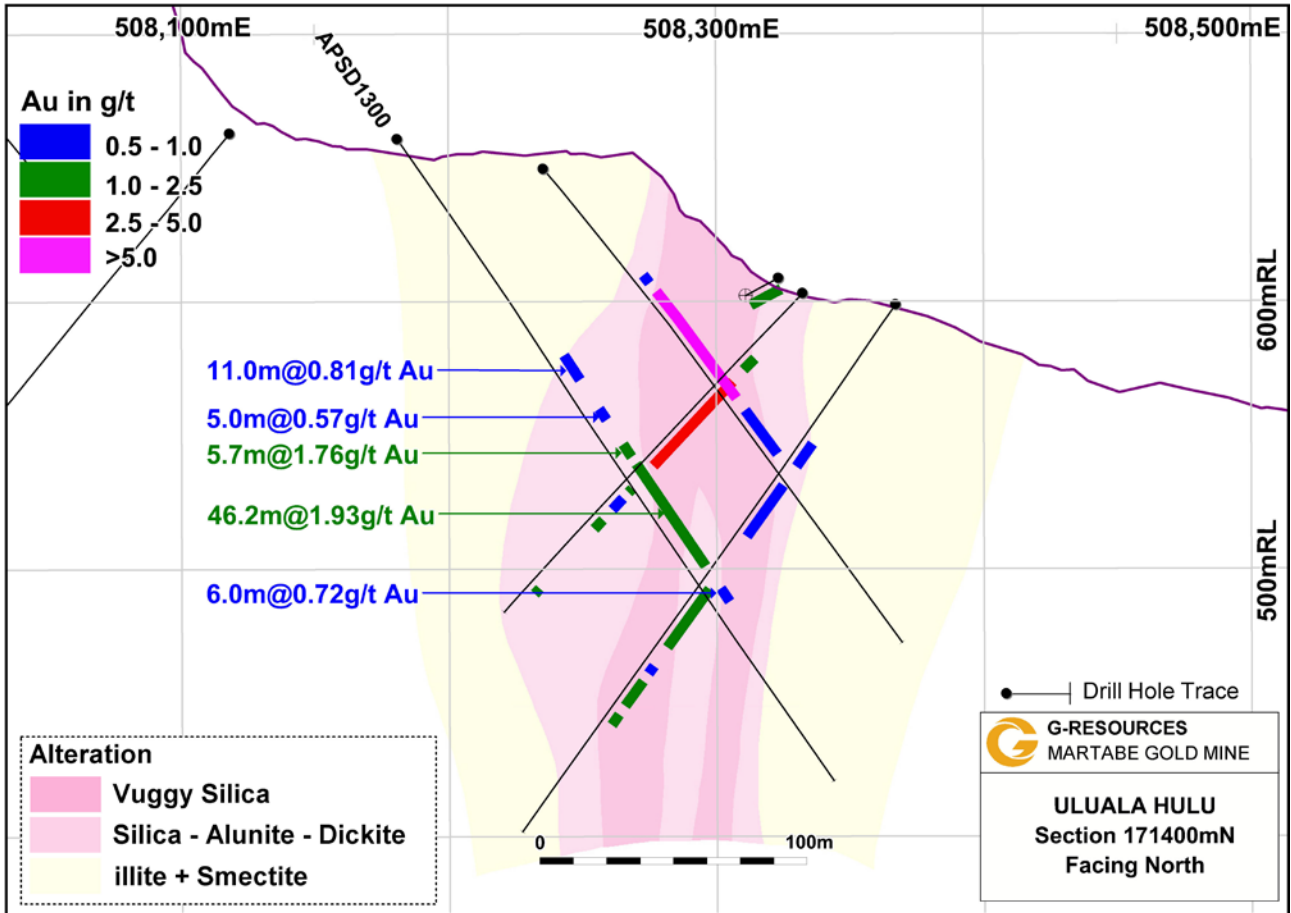 508,100mE
508,300mE
508,500mE
APSD1300
Au in g/t
0.5 - 1.0
1.0 - 2.5
2.5 - 5.0
>5.0
600mRL
11.0m@0.81g/t Au
5.0m@0.57g/t Au
5.7m@1.76g/t Au
46.2m@1.93g/t Au
6.0m@0.72g/t Au
500mRL
Drill Hole Trace
G-RESOURCES
MARTABE GOLD MINE
ULUALA HULU
Section 171400mN
Facing North
Alteration
Vuggy Silica
Silica - Alunite - Dickite
illite + Smectite
0
100m